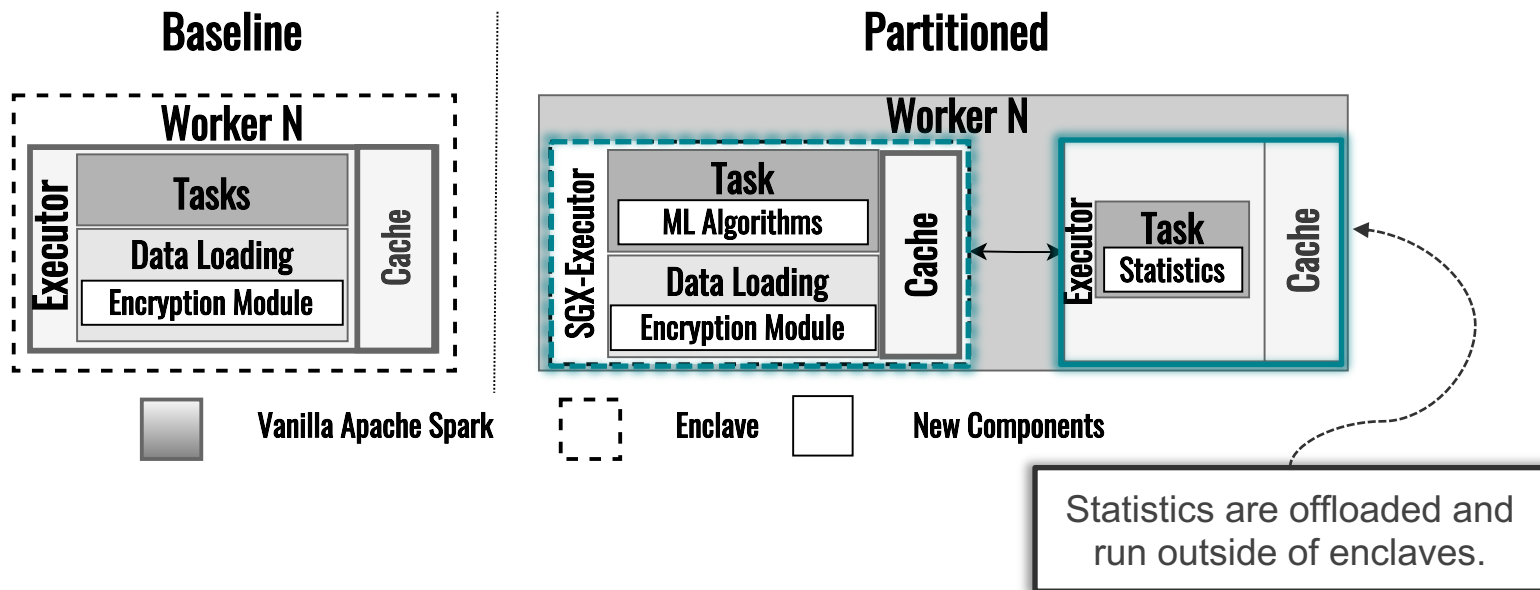 Baseline
Partitioned
Worker N
Executor
Tasks
Data Loading
Encryption Module
Cache
Worker N
SGX-Executor
Task
ML Algorithms
Data Loading
Encryption Module
Cache
Executor
Task
Statistics
Cache
Vanilla Apache Spark
Enclave
New Components
Statistics are offloaded and
run outside of enclaves.